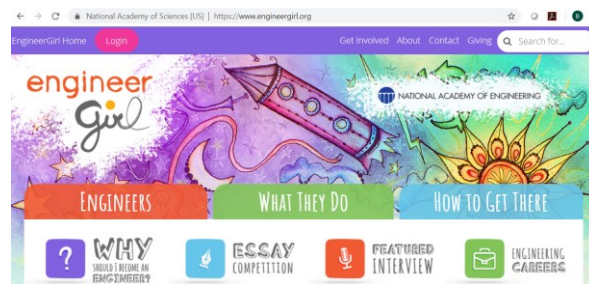 National Academy of Sciences [US] | https://www.engineergirl.org
EngineerGirl Home Login Get Involved About Contact Giving Search for...
engineer
girl
NATIONAL ACADEMY OF ENGINEERING
ENGINEERS WHAT THEY DO HOW TO GET THERE
? WHY
SHOULD I BECOME AN
ENGINEER?
ESSAY
COMPETITION
FEATURED
INTERVIEW
ENGINEERING
CAREERS